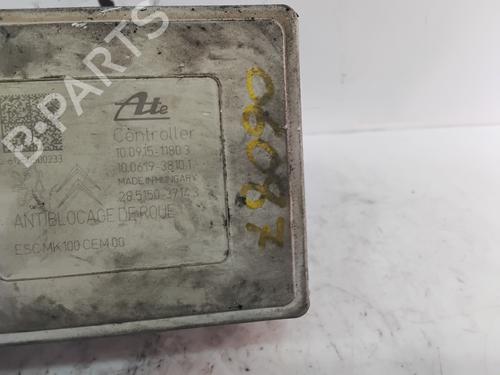 Ate
Controller
10.0915-1180.3
10.0619-3810.1
MADE IN HUNGARY
28.5150-3714.3
ANTIBLOCAGE DE ROUE
ESC MK100 CEM 00
B-Parts